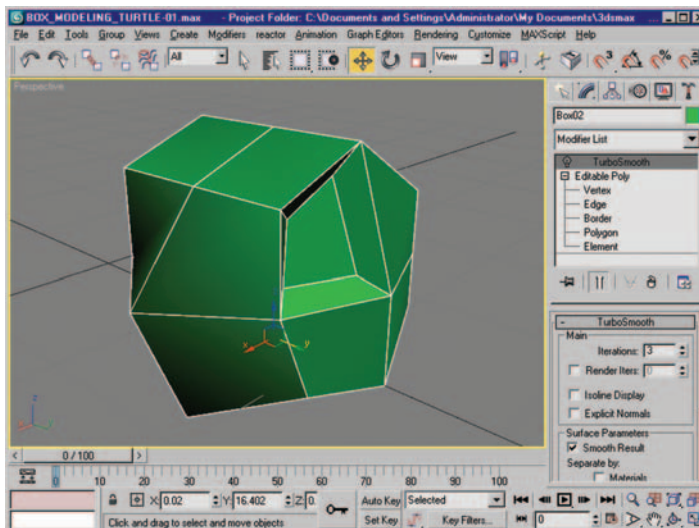 BOX_MODELING_TURTLE-01.max - Project Folder: C:\Documents and Settings\Administrator\My Documents\3dsmax
File Edit Tools Group Views Create Modifiers reactor Animation Graph Editors Rendering Customize MAXScript Help
All
View
Perspective
Box02
Modifier List
TurboSmooth
Editable Poly
Vertex
Edge
Border
Polygon
Element
- TurboSmooth
Main
Iterations: 3
Render Iters: 0
Isoline Display
Explicit Normals
Surface Parameters
Smooth Result
Separate by:
Materials
x
y
z
0 / 100
0 10 20 30 40 50 60 70 80 90 100
X: 0.02 Y: 16.402 Z: 0.
Auto Key Selected
Click and drag to select and move objects
Set Key Key Filters...
0